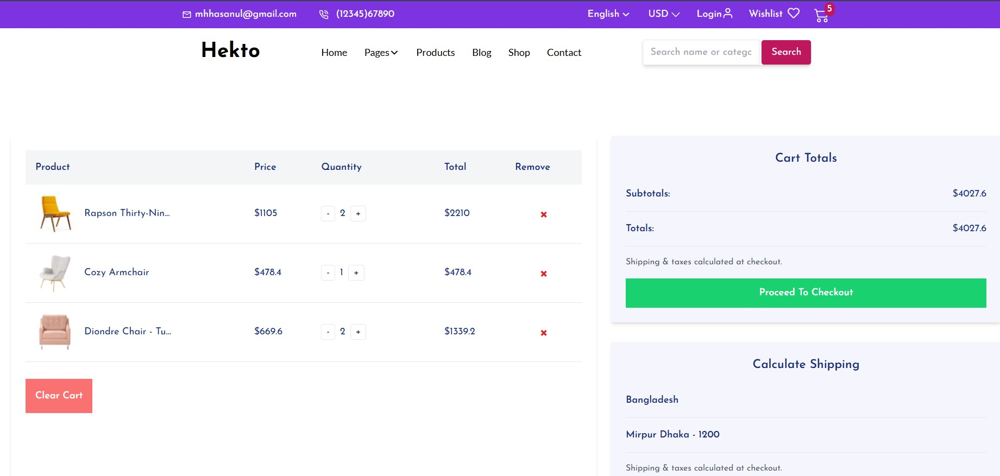 mhhasanul@gmail.com (12345)67890 English USD Login Wishlist 5
Hekto Home Pages Products Blog Shop Contact Search name or catego Search
Product Price Quantity Total Remove
Rapson Thirty-Nin... $1105 - 2 + $2210
Cozy Armchair $478.4 - 1 + $478.4
Diondre Chair - Tu... $669.6 - 2 + $1339.2
Clear Cart
Cart Totals
Subtotals: $4027.6
Totals: $4027.6
Shipping & taxes calculated at checkout.
Proceed To Checkout
Calculate Shipping
Bangladesh
Mirpur Dhaka - 1200
Shipping & taxes calculated at checkout.